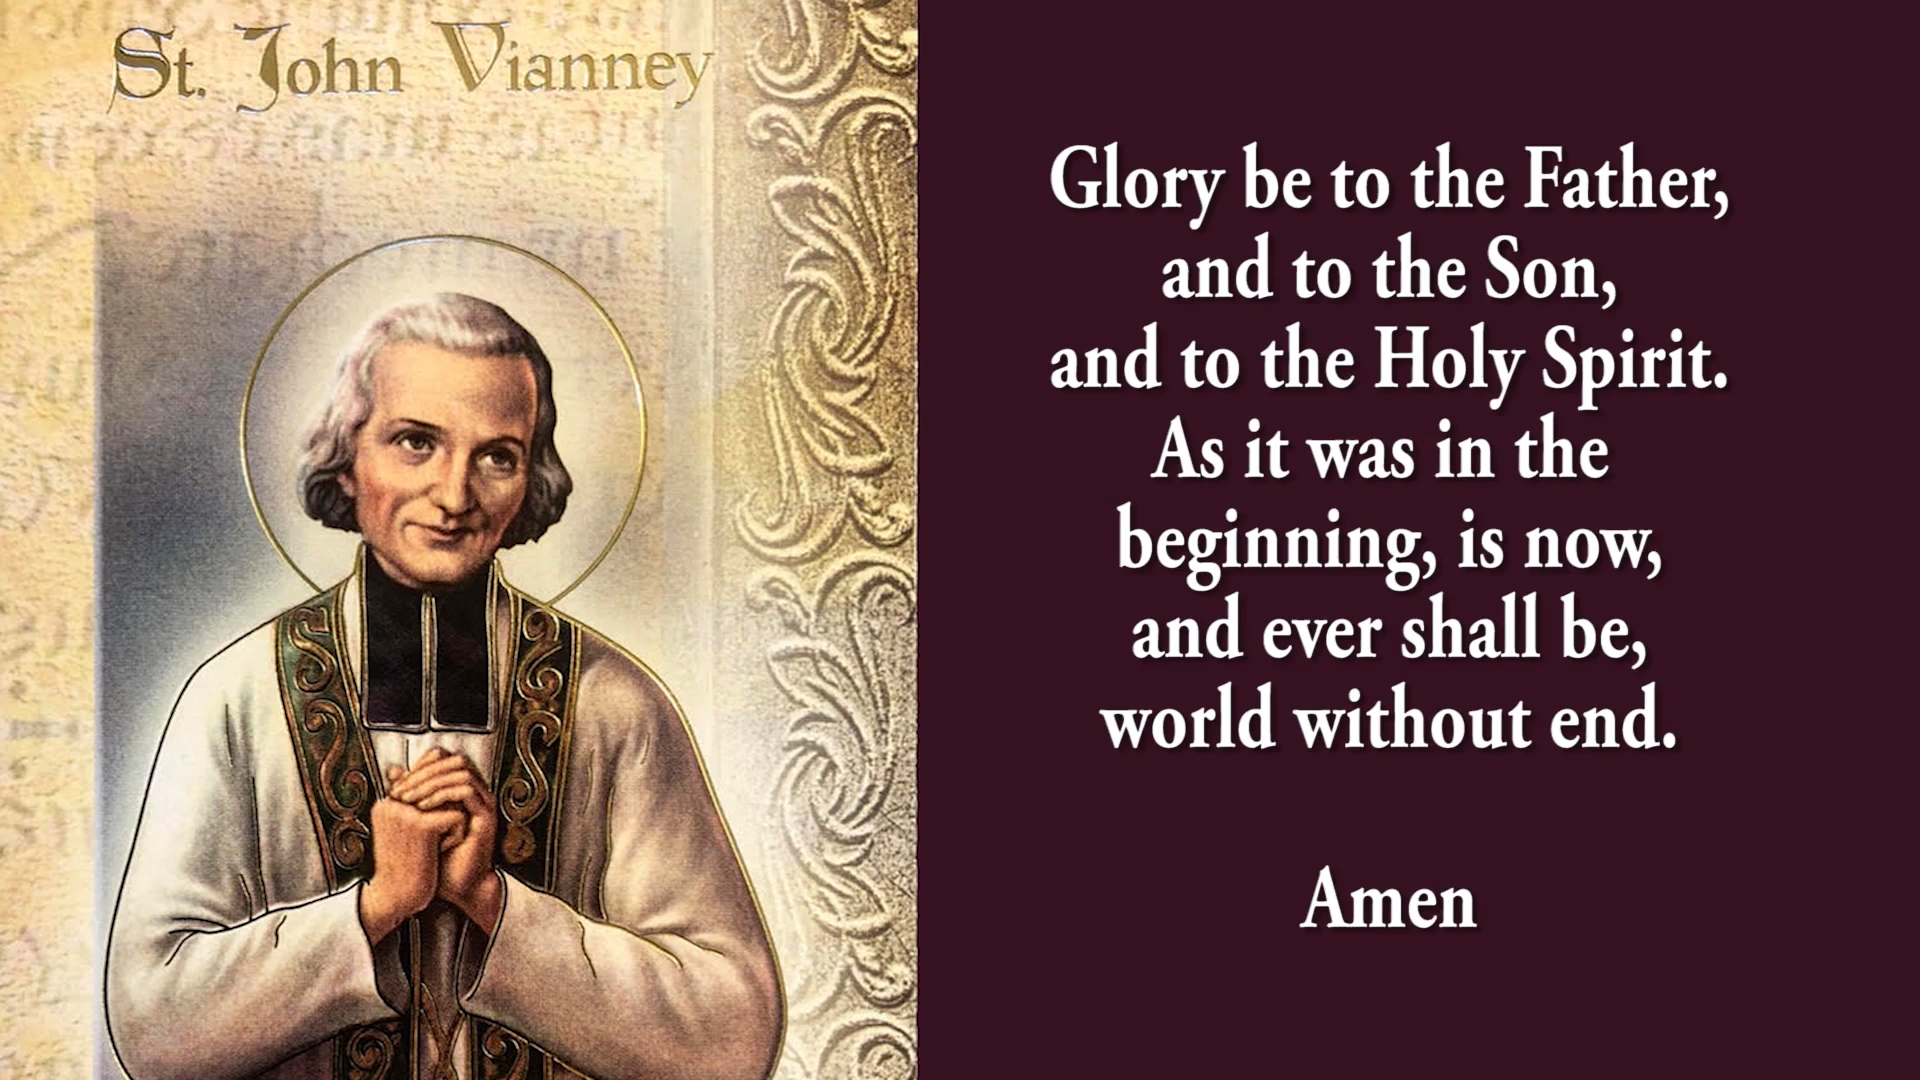 St. John Vianney
Glory be to the Father,
and to the Son,
and to the Holy Spirit.
As it was in the
beginning, is now,
and ever shall be,
world without end.
Amen